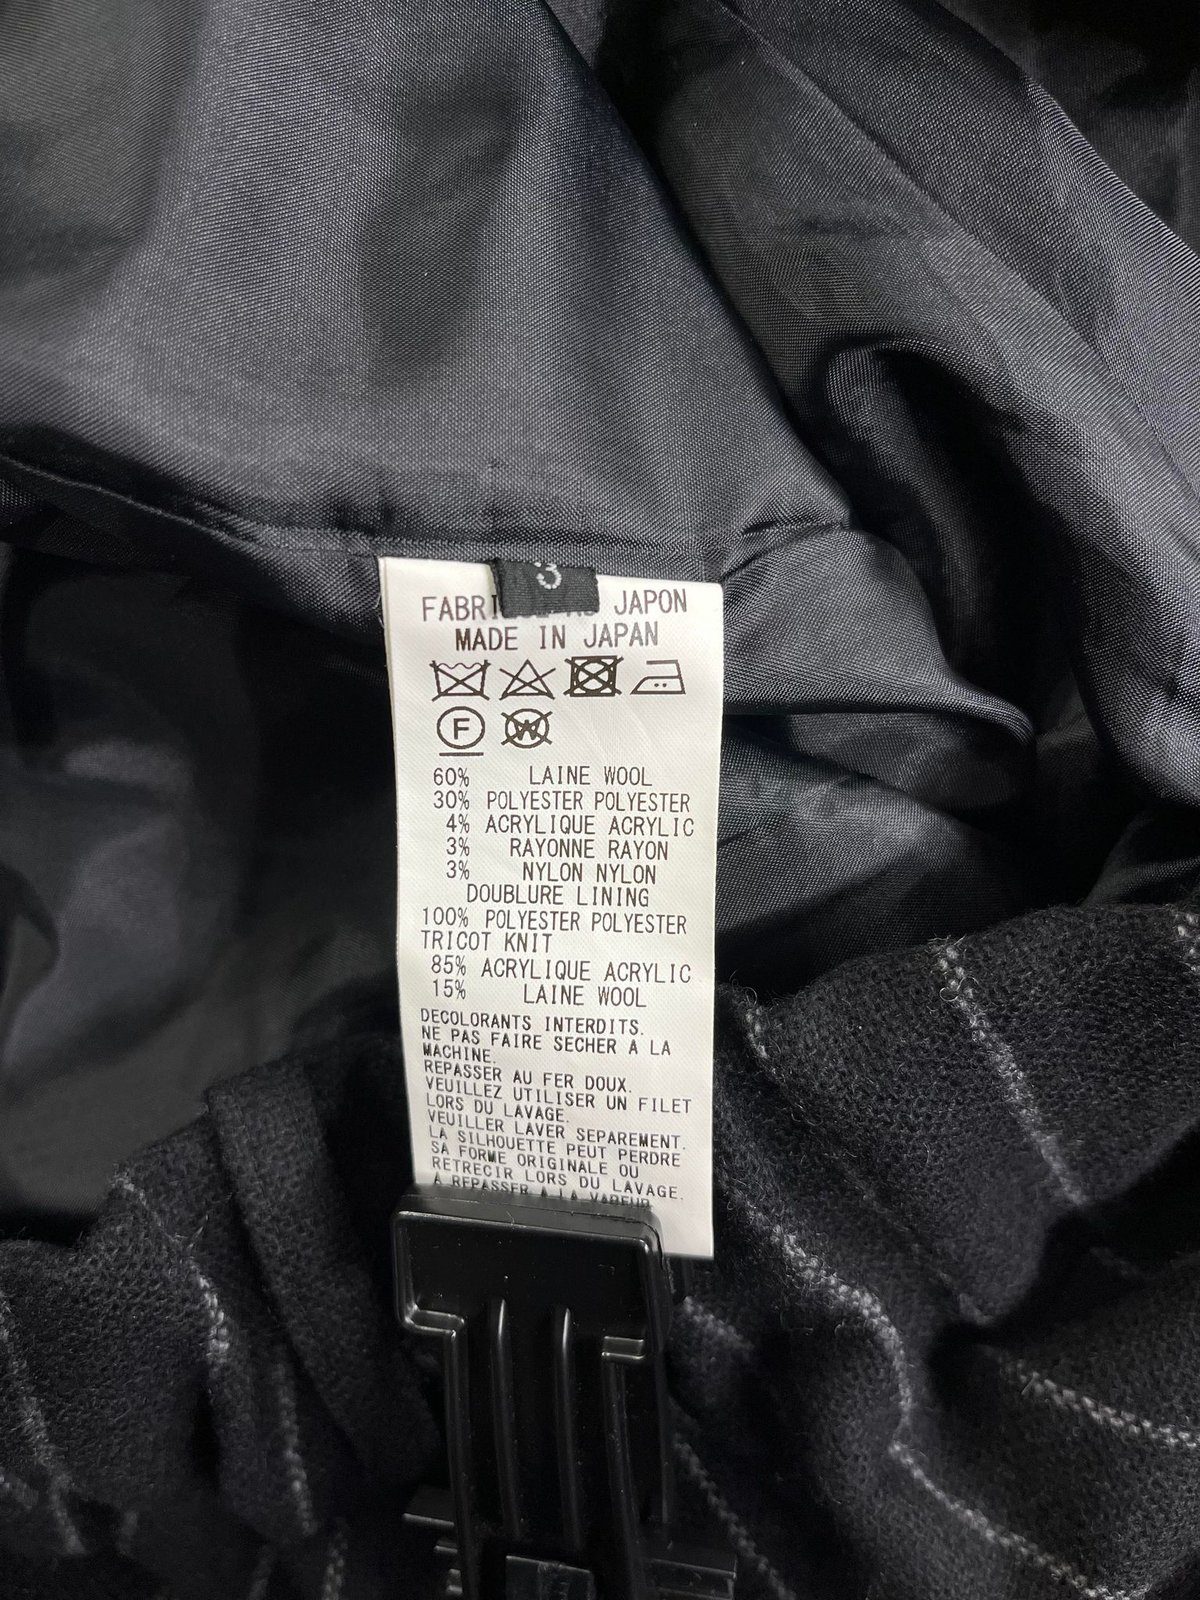 3
JAPON
MADE IN JAPAN
F
W
60% LAINE WOOL
30% POLYESTER POLYESTER
4% ACRYLIQUE ACRYLIC
3% RAYONNE RAYON
3% NYLON NYLON
DOUBLURE LINING
100% POLYESTER POLYESTER
TRICOT KNIT
85% ACRYLIQUE ACRYLIC
15% LAINE WOOL
DECOLORANTS INTERDITS.
NE PAS FAIRE SECHER A LA
MACHINE.
REPASSER AU FER DOUX.
VEUILLEZ UTILISER UN FILET
LORS DU LAVAGE.
VEUILLER LAVER SEPAREMENT.
LA SILHOUETTE PEUT PERDRE
SA FORME ORIGINALE OU
RETRECIR LORS DU LAVAGE.
A REPASSER A LA VAPEUR